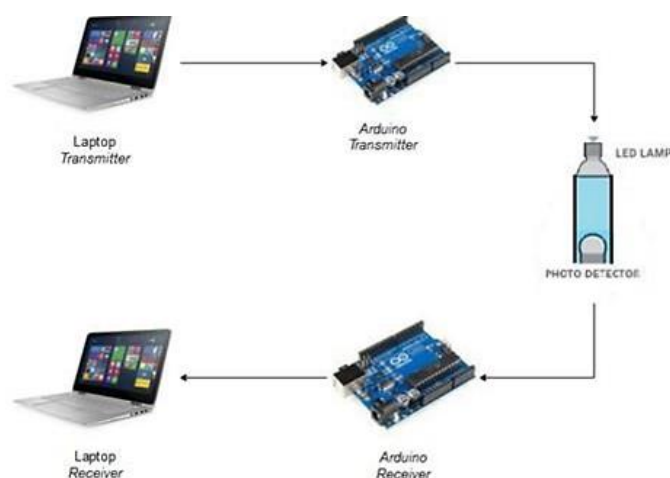 Laptop
Transmitter
Arduino
Transmitter
LED LAMP
PHOTO DETECTOR
Laptop
Receiver
Arduino
Receiver